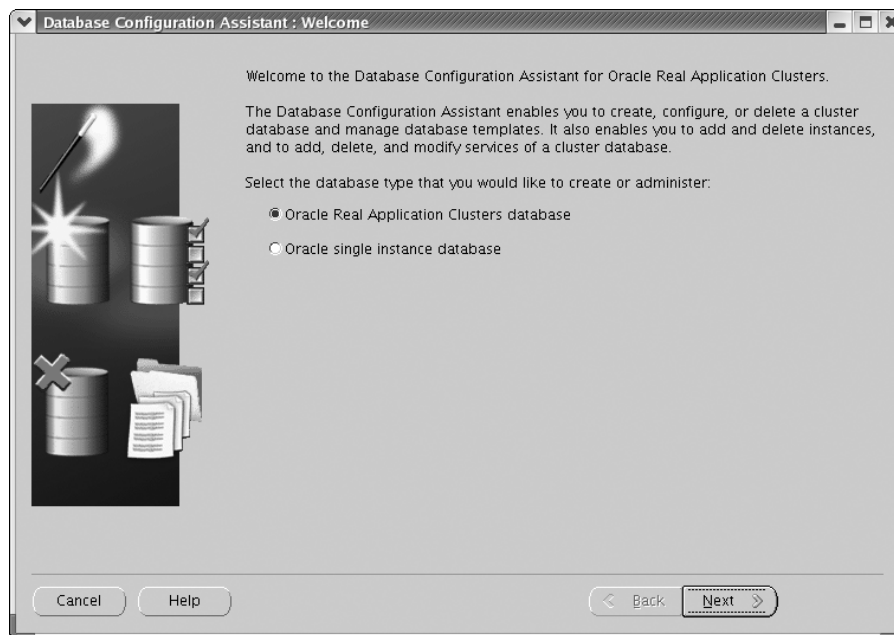 Database Configuration Assistant : Welcome
Welcome to the Database Configuration Assistant for Oracle Real Application Clusters.
The Database Configuration Assistant enables you to create, configure, or delete a cluster
database and manage database templates. It also enables you to add and delete instances,
and to add, delete, and modify services of a cluster database.
Select the database type that you would like to create or administer:
Oracle Real Application Clusters database
Oracle single instance database
Cancel Help Back Next